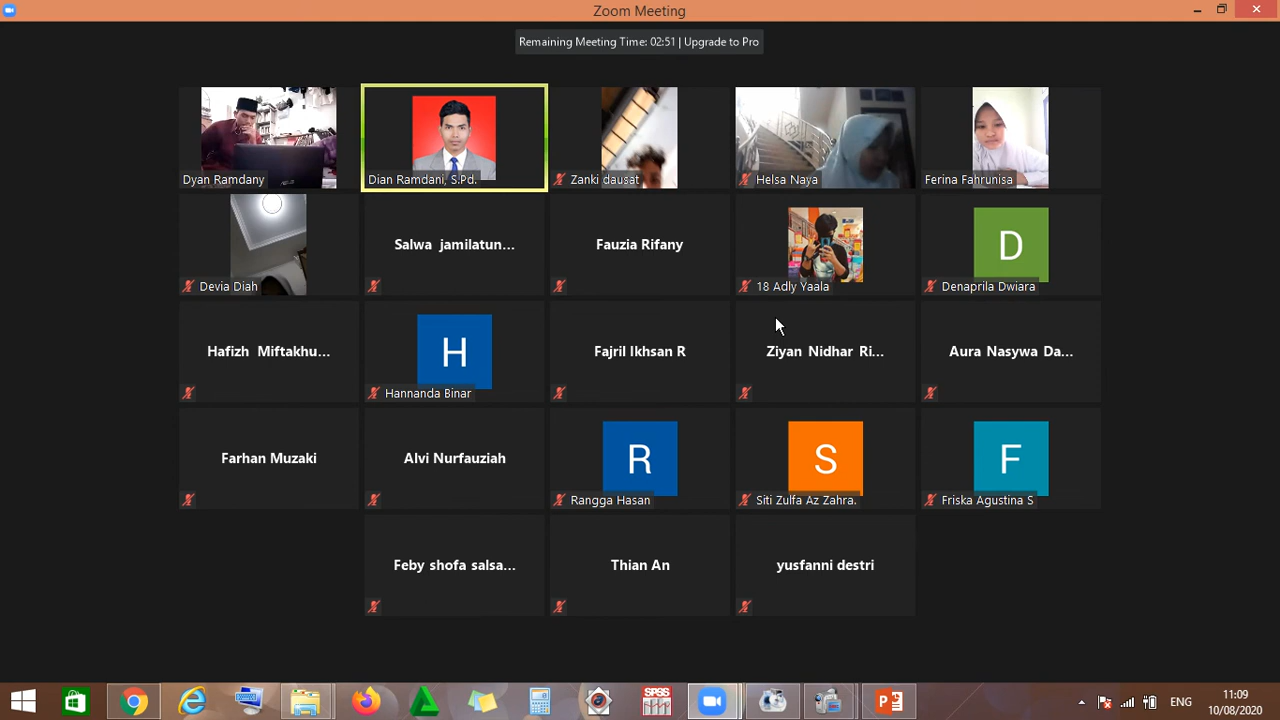 Zoom Meeting
Remaining Meeting Time: 02:51 | Upgrade to Pro
Dyan Ramdany
Dian Ramdani, S.Pd.
Zanki dausat
Helsa Naya
Ferina Fahrunisa
Devia Diah
Salwa jamilatun...
Fauzia Rifany
18 Adly Yaala
D
Denaprila Dwiara
Hafizh Miftakhu...
H
Hannanda Binar
Fajril Ikhsan R
Ziyan Nidhar Ri...
Aura Nasywa Da...
Farhan Muzaki
Alvi Nurfauziah
R
Rangga Hasan
S
Siti Zulfa Az Zahra.
F
Friska Agustina S
Feby shofa salsa...
Thian An
yusfanni destri
SPSS
ENG
11:09
10/08/2020